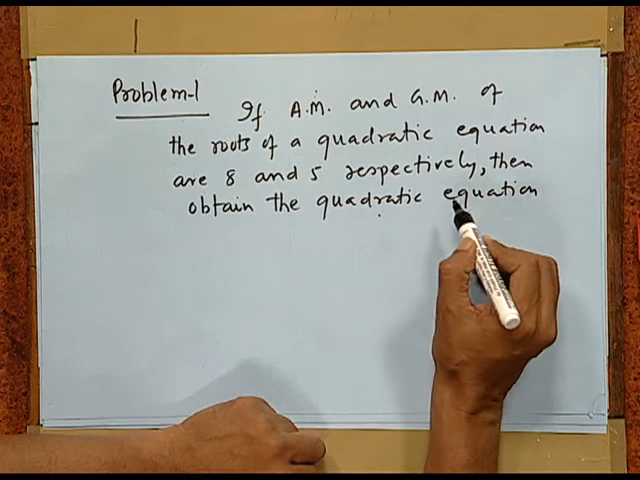 Problem-1
If A.M. and G.M. of
the roots of a quadratic equation
are 8 and 5 respectively, then
obtain the quadratic equation